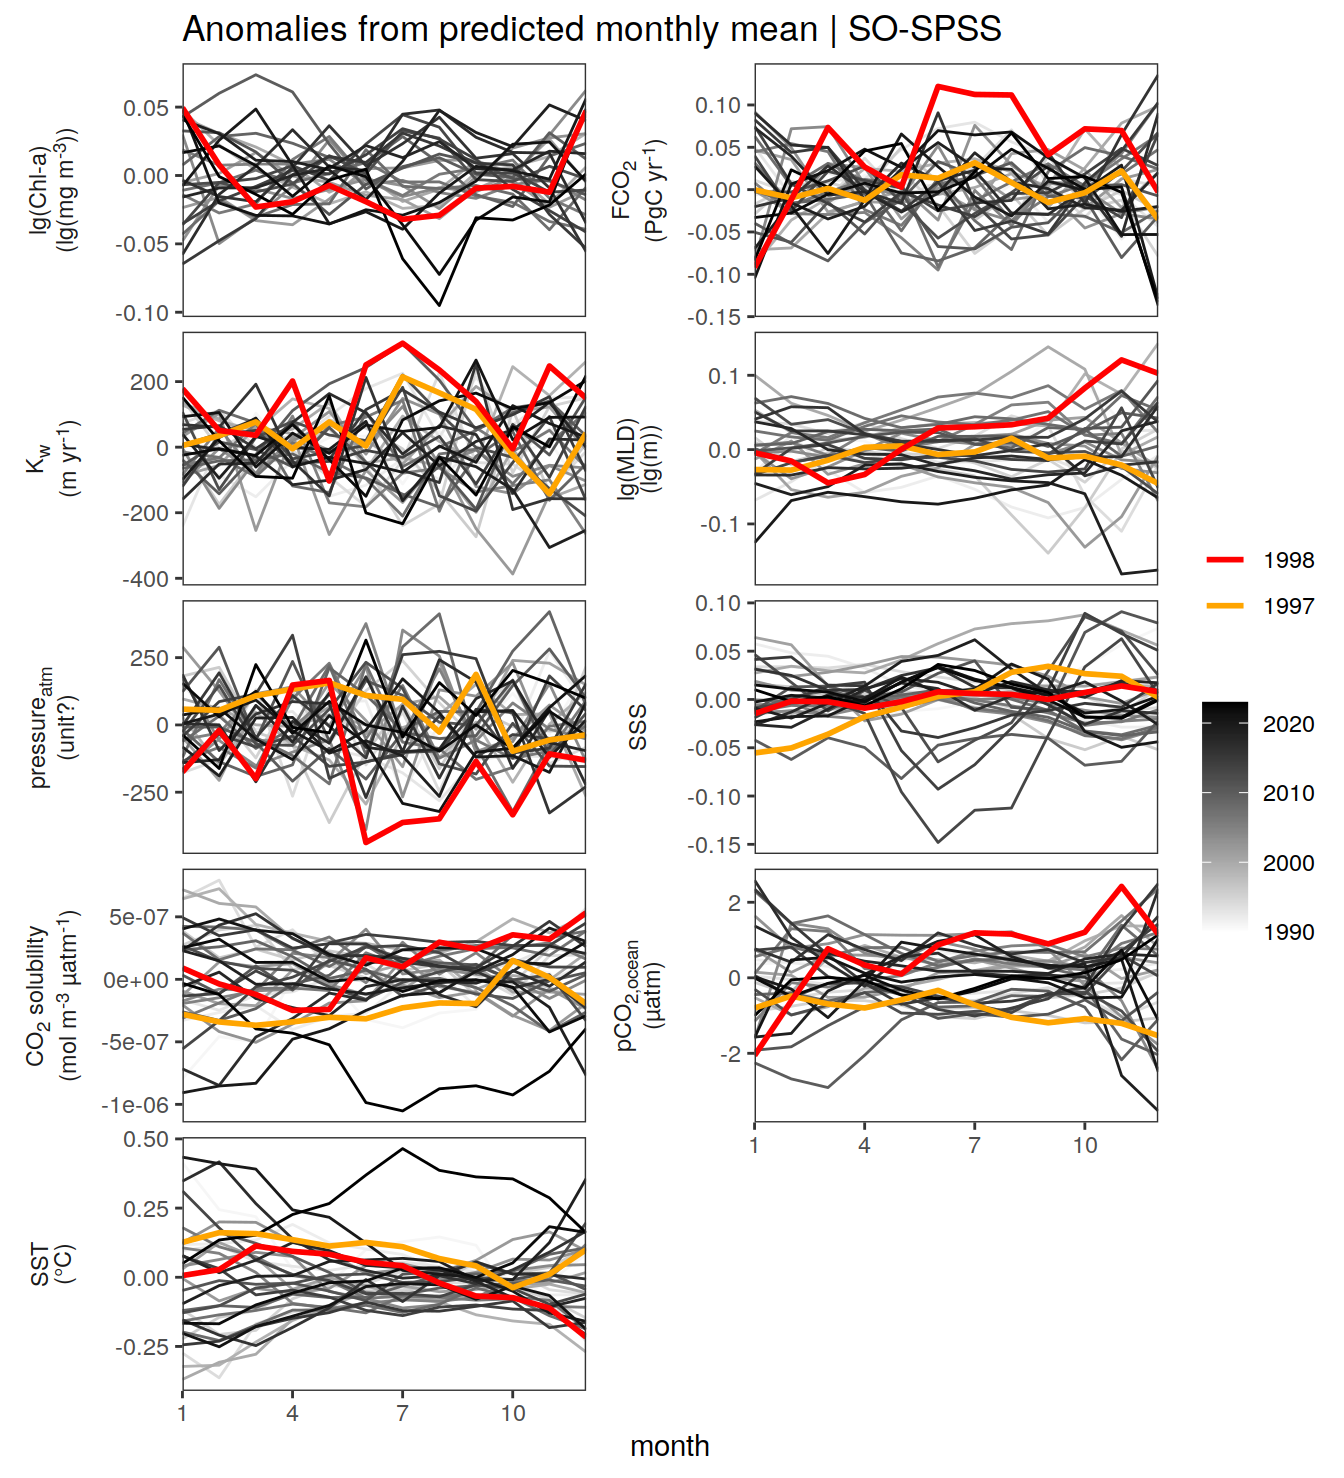 Anomalies from predicted monthly mean | SO-SPSS
lg(Chl-a)
(lg(mg m⁻³))
0.05
0.00
-0.05
-0.10
FCO₂
(PgC yr⁻¹)
0.10
0.05
0.00
-0.05
-0.10
-0.15
K_w
(m yr⁻¹)
200
0
-200
-400
lg(MLD)
(lg(m))
0.1
0.0
-0.1
pressure_atm
(unit?)
250
0
-250
SSS
0.10
0.05
0.00
-0.05
-0.10
-0.15
CO₂ solubility
(mol m⁻³ µatm⁻¹)
5e-07
0e+00
-5e-07
-1e-06
pCO₂,ocean
(µatm)
2
0
-2
1 4 7 10
SST
(°C)
0.50
0.25
0.00
-0.25
1 4 7 10
month
1998
1997
2020
2010
2000
1990